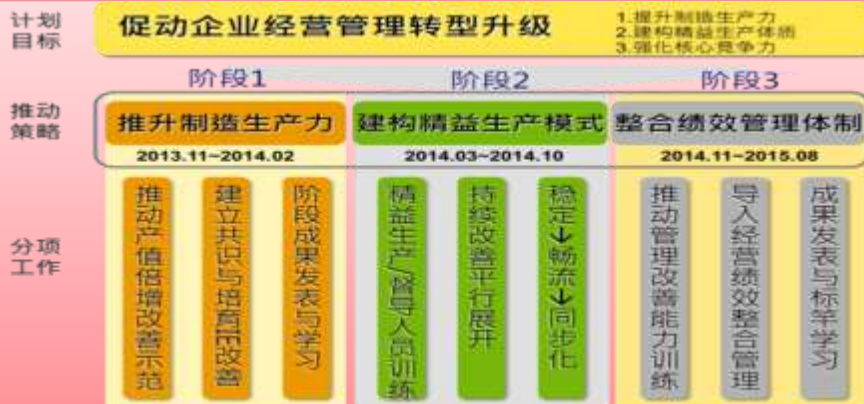 计划
目标
促动企业经营管理转型升级
1.提升制造生产力
2.建构精益生产体质
3.强化核心竞争力
阶段1
阶段2
阶段3
推动
策略
推升制造生产力
建构精益生产模式
整合绩效管理体制
2013.11~2014.02
2014.03~2014.10
2014.11~2015.08
分项
工作
推动产值倍增改善示范
建立共识与培育IE改善
阶段成果发表与学习
精益生产/督导人员训练
持续改善平行展开
稳定→畅流→同步化
推动管理改善能力训练
导入经营绩效整合管理
成果发表与标竿学习